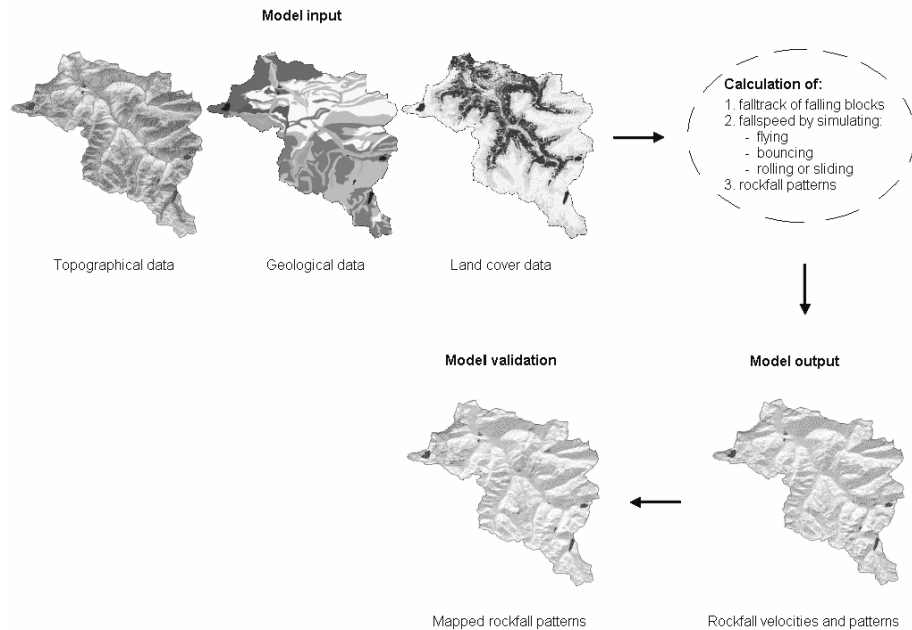 Model input
Topographical data
Geological data
Land cover data
Calculation of:
1. falltrack of falling blocks
2. fallspeed by simulating:
- flying
- bouncing
- rolling or sliding
3. rockfall patterns
Model validation
Model output
Mapped rockfall patterns
Rockfall velocities and patterns